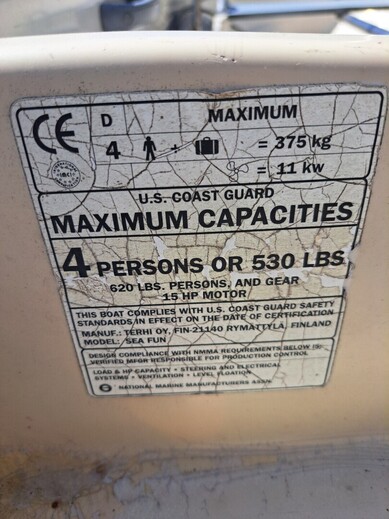 CE D MAXIMUM
4 + = 375 kg
IMCI = 11 kw
U.S. COAST GUARD
MAXIMUM CAPACITIES
4 PERSONS OR 530 LBS
620 LBS. PERSONS, AND GEAR
15 HP MOTOR
THIS BOAT COMPLIES WITH U.S. COAST GUARD SAFETY
STANDARDS IN EFFECT ON THE DATE OF CERTIFICATION
MANUF.: TERHI OY, FIN-21140 RYMÄTTYLÄ, FINLAND
MODEL: SEA FUN
DESIGN COMPLIANCE WITH NMMA REQUIREMENTS BELOW IS
VERIFIED MFGR RESPONSIBLE FOR PRODUCTION CONTROL
LOAD & HP CAPACITY • STEERING AND ELECTRICAL
SYSTEMS • VENTILATION • LEVEL FLOATION
NATIONAL MARINE MANUFACTURERS ASSN.